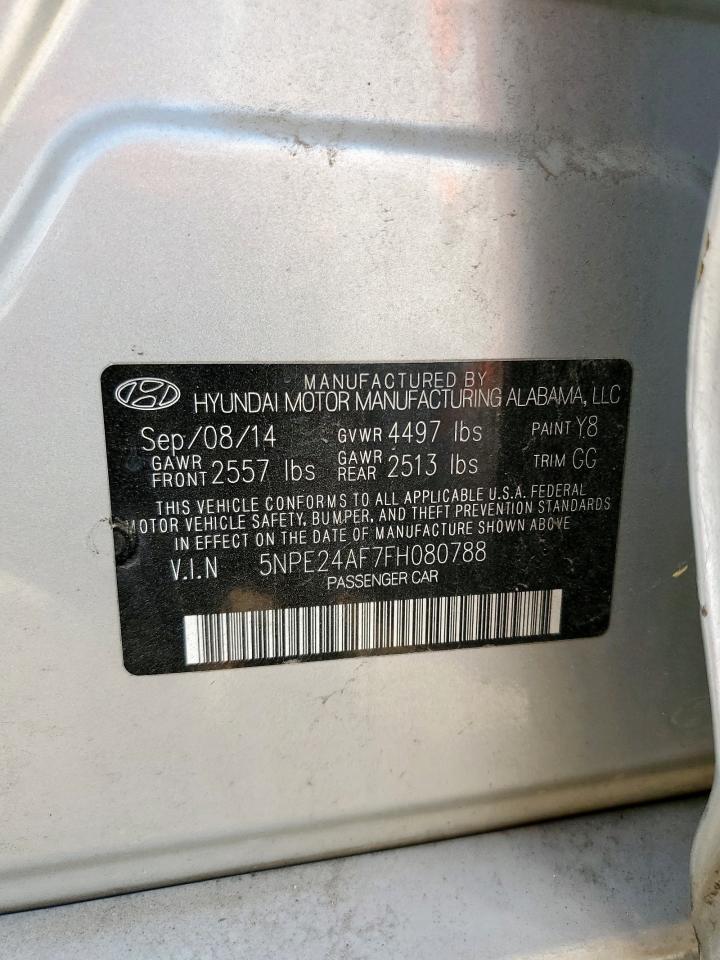 MANUFACTURED BY
HYUNDAI MOTOR MANUFACTURING ALABAMA, LLC
Sep/08/14 GVWR 4497 lbs PAINT Y8
GAWR FRONT 2557 lbs GAWR REAR 2513 lbs TRIM GG
THIS VEHICLE CONFORMS TO ALL APPLICABLE U.S.A. FEDERAL
MOTOR VEHICLE SAFETY, BUMPER, AND THEFT PREVENTION STANDARDS
IN EFFECT ON THE DATE OF MANUFACTURE SHOWN ABOVE
V.I.N 5NPE24AF7FH080788
PASSENGER CAR